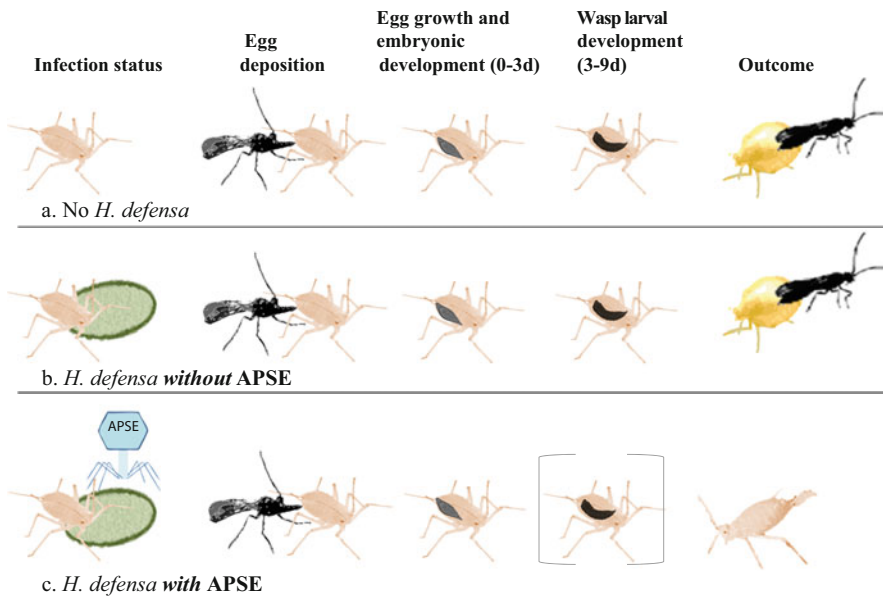 Infection status
Egg
deposition
Egg growth and
embryonic
development (0-3d)
Wasp larval
development
(3-9d)
Outcome
a. No H. defensa
b. H. defensa without APSE
APSE
c. H. defensa with APSE